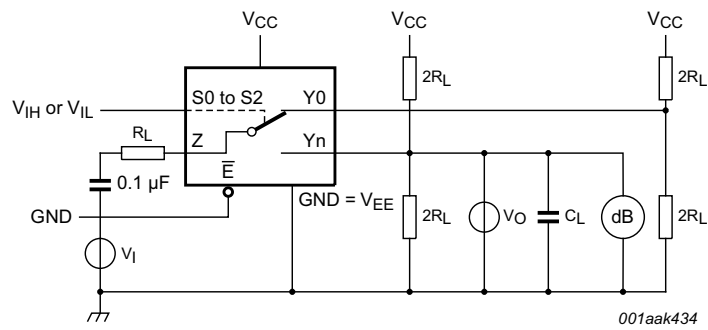 VCC
VCC
VCC
2RL
2RL
S0 to S2
Y0
VIH or VIL
RL
Z
Yn
E
0.1 µF
GND = VEE
GND
2RL
VO
CL
dB
2RL
VI
001aak434